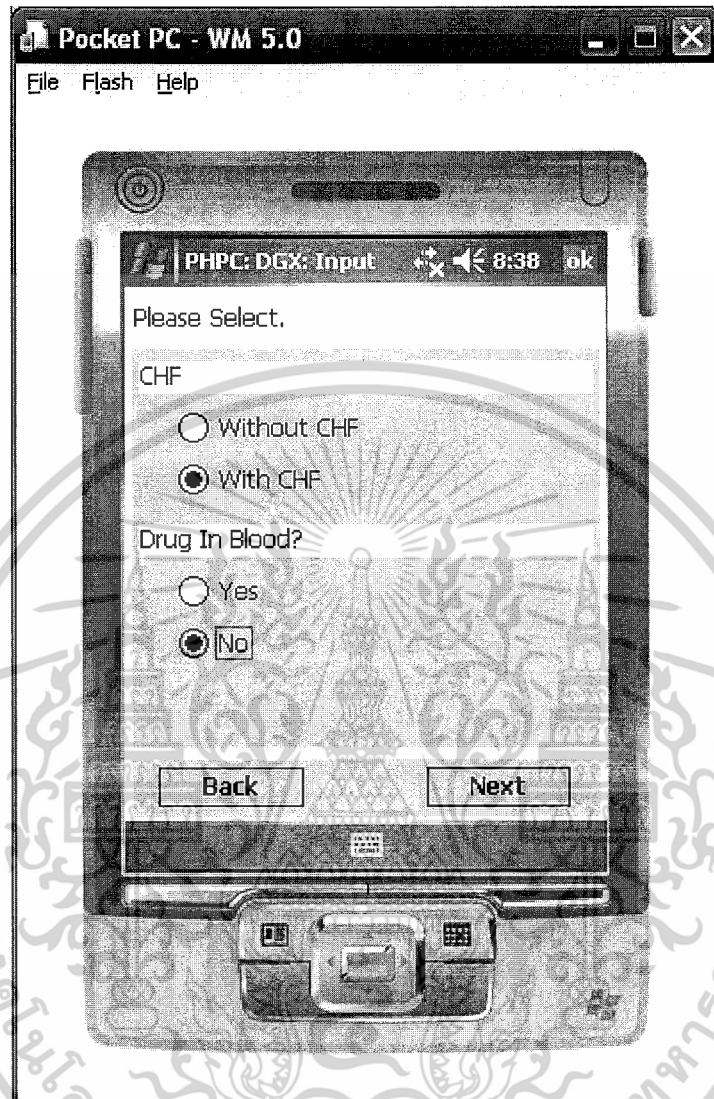 Pocket PC - WM 5.0
File Flash Help
PHPC: DGX: Input 8:38 ok
Please Select.
CHF
Without CHF
With CHF
Drug In Blood?
Yes
No
Back Next